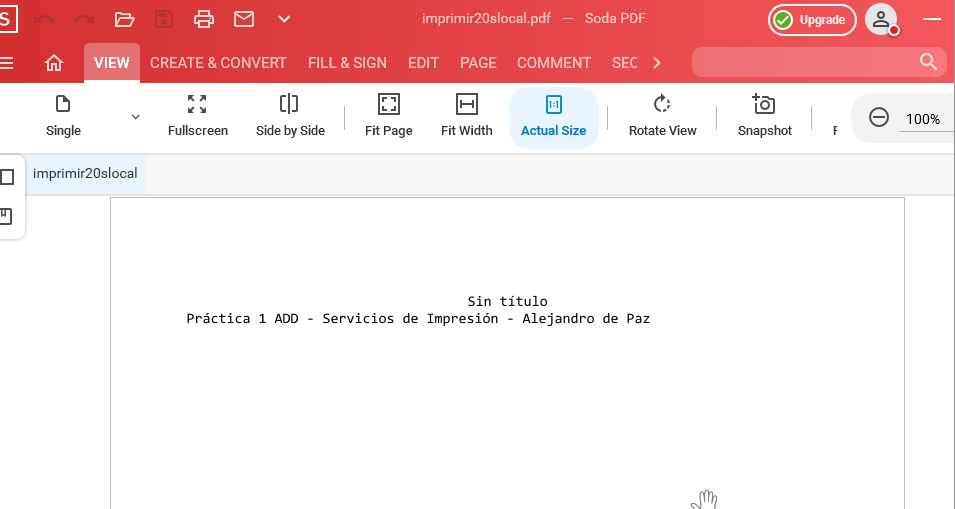 S
imprimir20slocal.pdf — Soda PDF
Upgrade
VIEW
CREATE & CONVERT
FILL & SIGN
EDIT
PAGE
COMMENT
SEC
Single
Fullscreen
Side by Side
Fit Page
Fit Width
1:1
Actual Size
Rotate View
Snapshot
100%
imprimir20slocal
Sin título
Práctica 1 ADD - Servicios de Impresión - Alejandro de Paz